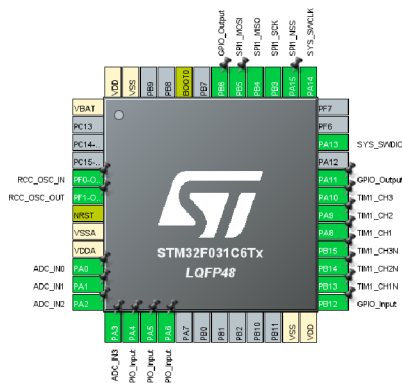 GPIO_Output
SPI1_MOSI
SPI1_MISO
SPI1_SCK
SPI1_NSS
SYS_SWCLK
VDD
VSS
PB9
PB8
BOOT0
PB7
PB6
PB5
PB4
PB3
PA15
PA14
VBAT
PC13
PC14-..
PC15-..
RCC_OSC_IN PF0-O..
RCC_OSC_OUT PF1-O..
NRST
VSSA
VDDA
ADC_IN0 PA0
ADC_IN1 PA1
ADC_IN2 PA2
PF7
PF6
PA13 SYS_SWDIO
PA12
PA11 GPIO_Output
PA10 TIM1_CH3
PA9 TIM1_CH2
PA8 TIM1_CH1
PB15 TIM1_CH3N
PB14 TIM1_CH2N
PB13 TIM1_CH1N
PB12 GPIO_Input
ST
STM32F031C6Tx
LQFP48
PA3
PA4
PA5
PA6
PA7
PB0
PB1
PB2
PB10
PB11
VSS
VDD
ADC_IN3
PIO_Input
PIO_Input
PIO_Input